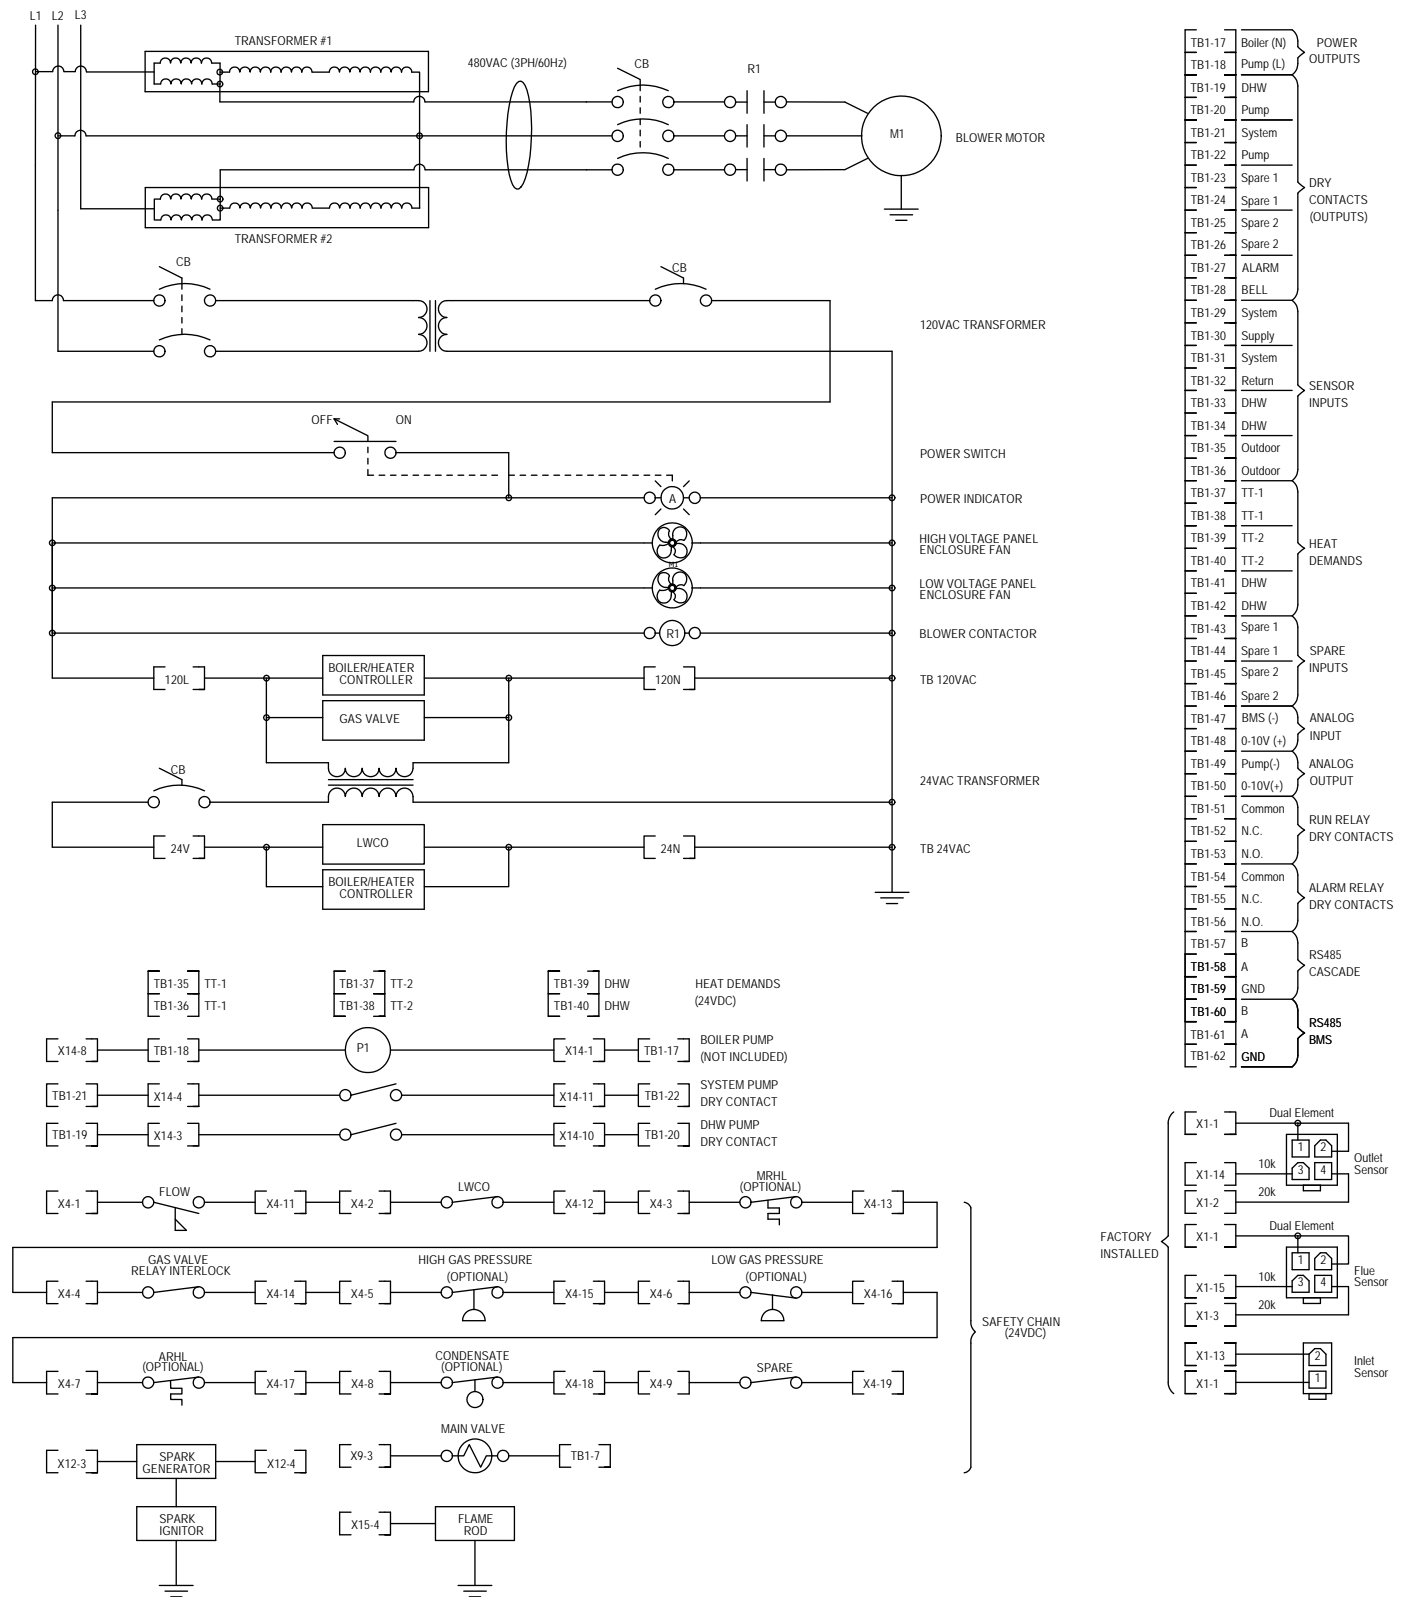 L1 L2 L3
TRANSFORMER #1
480VAC (3PH/60Hz)
CB
R1
M1
BLOWER MOTOR
TRANSFORMER #2
CB
CB
120VAC TRANSFORMER
OFF
ON
POWER SWITCH
A
POWER INDICATOR
HIGH VOLTAGE PANEL
ENCLOSURE FAN
M1
LOW VOLTAGE PANEL
ENCLOSURE FAN
R1
BLOWER CONTACTOR
120L
BOILER/HEATER
CONTROLLER
120N
TB 120VAC
GAS VALVE
CB
24VAC TRANSFORMER
24V
LWCO
24N
TB 24VAC
BOILER/HEATER
CONTROLLER
TB1-35 TT-1
TB1-36 TT-1
TB1-37 TT-2
TB1-38 TT-2
TB1-39 DHW
TB1-40 DHW
HEAT DEMANDS
(24VDC)
X14-8 TB1-18 P1 X14-1 TB1-17
BOILER PUMP
(NOT INCLUDED)
TB1-21 X14-4 X14-11 TB1-22
SYSTEM PUMP
DRY CONTACT
TB1-19 X14-3 X14-10 TB1-20
DHW PUMP
DRY CONTACT
X4-1
FLOW
X4-11 X4-2
LWCO
X4-12 X4-3
MRHL
(OPTIONAL)
X4-13
X4-4
GAS VALVE
RELAY INTERLOCK
X4-14 X4-5
HIGH GAS PRESSURE
(OPTIONAL)
X4-15 X4-6
LOW GAS PRESSURE
(OPTIONAL)
X4-16
SAFETY CHAIN
(24VDC)
X4-7
ARHL
(OPTIONAL)
X4-17 X4-8
CONDENSATE
(OPTIONAL)
X4-18 X4-9
SPARE
X4-19
X12-3
SPARK
GENERATOR
X12-4
X9-3
MAIN VALVE
TB1-7
SPARK
IGNITOR
X15-4
FLAME
ROD
TB1-17 Boiler (N)
TB1-18 Pump (L)
POWER
OUTPUTS
TB1-19 DHW
TB1-20 Pump
TB1-21 System
TB1-22 Pump
TB1-23 Spare 1
TB1-24 Spare 1
TB1-25 Spare 2
TB1-26 Spare 2
TB1-27 ALARM
TB1-28 BELL
DRY
CONTACTS
(OUTPUTS)
TB1-29 System
TB1-30 Supply
TB1-31 System
TB1-32 Return
TB1-33 DHW
TB1-34 DHW
TB1-35 Outdoor
TB1-36 Outdoor
SENSOR
INPUTS
TB1-37 TT-1
TB1-38 TT-1
TB1-39 TT-2
TB1-40 TT-2
TB1-41 DHW
TB1-42 DHW
HEAT
DEMANDS
TB1-43 Spare 1
TB1-44 Spare 1
TB1-45 Spare 2
TB1-46 Spare 2
SPARE
INPUTS
TB1-47 BMS (-)
TB1-48 0-10V (+)
ANALOG
INPUT
TB1-49 Pump(-)
TB1-50 0-10V(+)
ANALOG
OUTPUT
TB1-51 Common
TB1-52 N.C.
TB1-53 N.O.
RUN RELAY
DRY CONTACTS
TB1-54 Common
TB1-55 N.C.
TB1-56 N.O.
ALARM RELAY
DRY CONTACTS
TB1-57 B
TB1-58 A
TB1-59 GND
RS485
CASCADE
TB1-60 B
TB1-61 A
TB1-62 GND
RS485
BMS
FACTORY
INSTALLED
X1-1
Dual Element
1 2
X1-14
10k
3 4
Outlet
Sensor
X1-2
20k
X1-1
Dual Element
1 2
X1-15
10k
3 4
Flue
Sensor
X1-3
20k
X1-13
2
X1-1
1
Inlet
Sensor